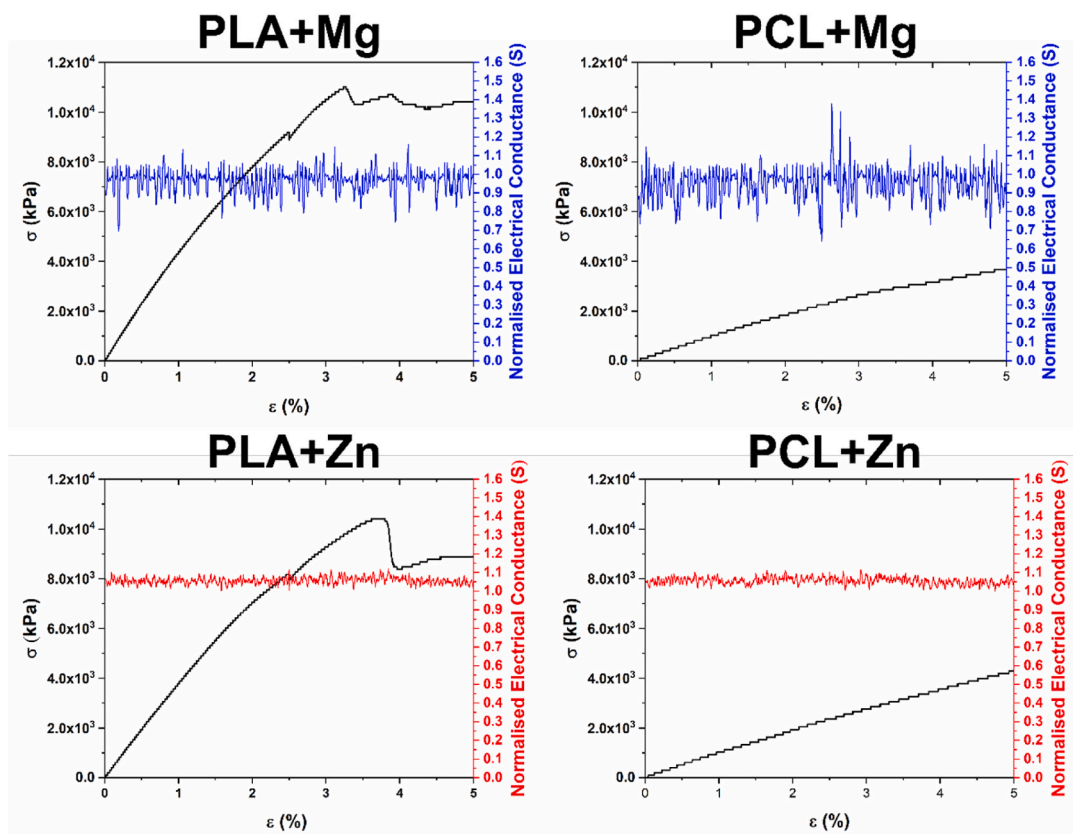 PLA+Mg
1.2x10⁴
1.0x10⁴
8.0x10³
6.0x10³
4.0x10³
2.0x10³
0.0
σ (kPa)
0
1
2
3
4
5
ε (%)
1.6
1.5
1.4
1.3
1.2
1.1
1.0
0.9
0.8
0.7
0.6
0.5
0.4
0.3
0.2
0.1
0.0
Normalised Electrical Conductance (S)
PCL+Mg
1.2x10⁴
1.0x10⁴
8.0x10³
6.0x10³
4.0x10³
2.0x10³
0.0
σ (kPa)
0
1
2
3
4
5
ε (%)
1.6
1.5
1.4
1.3
1.2
1.1
1.0
0.9
0.8
0.7
0.6
0.5
0.4
0.3
0.2
0.1
0.0
Normalised Electrical Conductance (S)
PLA+Zn
1.2x10⁴
1.0x10⁴
8.0x10³
6.0x10³
4.0x10³
2.0x10³
0.0
σ (kPa)
0
1
2
3
4
5
ε (%)
1.6
1.5
1.4
1.3
1.2
1.1
1.0
0.9
0.8
0.7
0.6
0.5
0.4
0.3
0.2
0.1
0.0
Normalised Electrical Conductance (S)
PCL+Zn
1.2x10⁴
1.0x10⁴
8.0x10³
6.0x10³
4.0x10³
2.0x10³
0.0
σ (kPa)
0
1
2
3
4
5
ε (%)
1.6
1.5
1.4
1.3
1.2
1.1
1.0
0.9
0.8
0.7
0.6
0.5
0.4
0.3
0.2
0.1
0.0
Normalised Electrical Conductance (S)